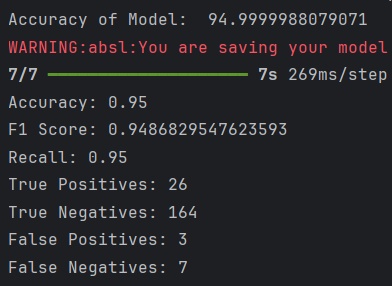 Accuracy of Model:  94.9999988079071
WARNING:absl:You are saving your model
7/7 ━━━━━━━━━━━━━━━━━━━━ 7s 269ms/step
Accuracy: 0.95
F1 Score: 0.9486829547623593
Recall: 0.95
True Positives: 26
True Negatives: 164
False Positives: 3
False Negatives: 7